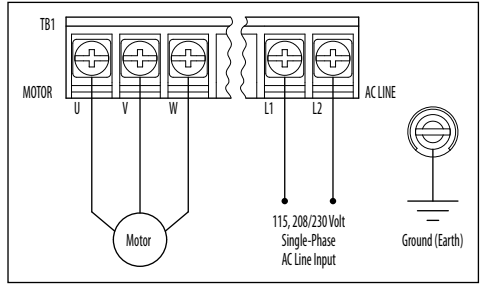 TB1
MOTOR
U V W L1 L2
AC LINE
Motor
115, 208/230 Volt
Single-Phase
AC Line Input
Ground (Earth)